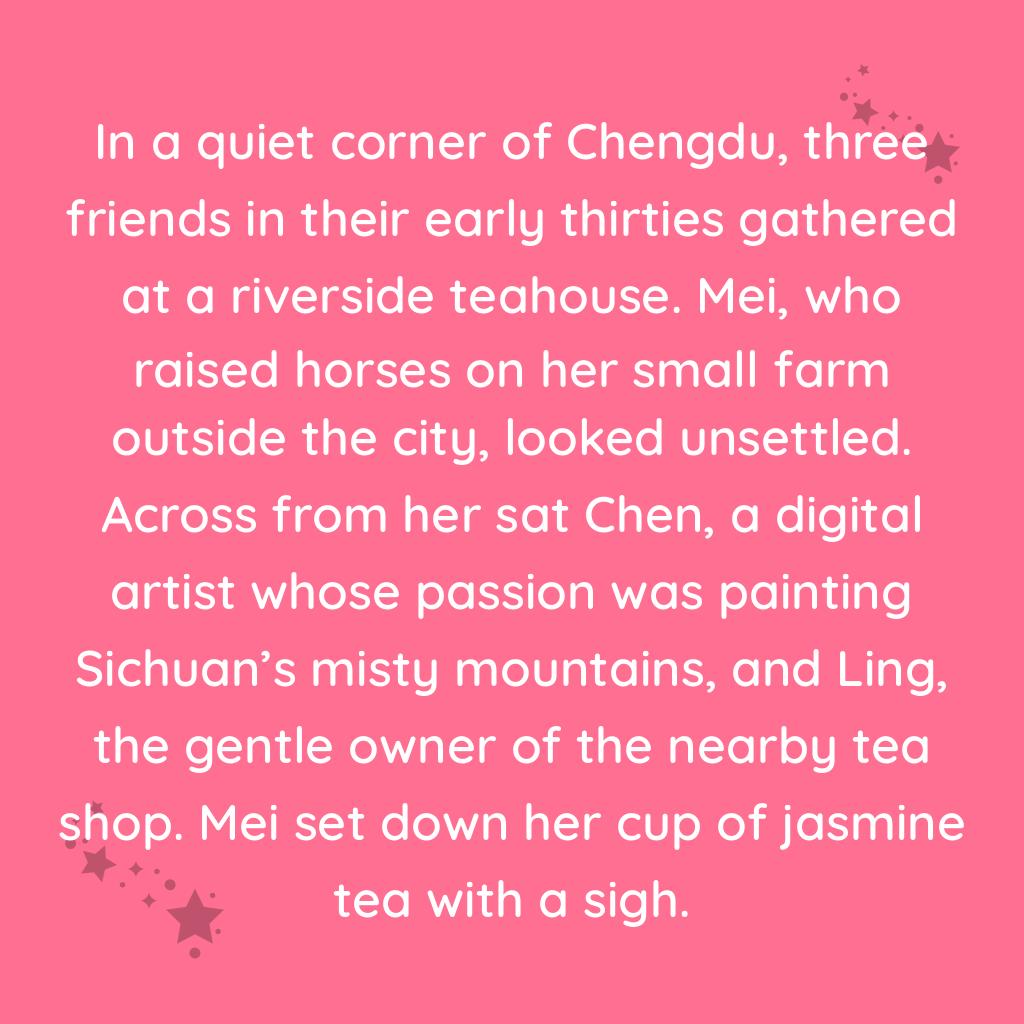 In a quiet corner of Chengdu, three
friends in their early thirties gathered
at a riverside teahouse. Mei, who
raised horses on her small farm
outside the city, looked unsettled.
Across from her sat Chen, a digital
artist whose passion was painting
Sichuan’s misty mountains, and Ling,
the gentle owner of the nearby tea
shop. Mei set down her cup of jasmine
tea with a sigh.